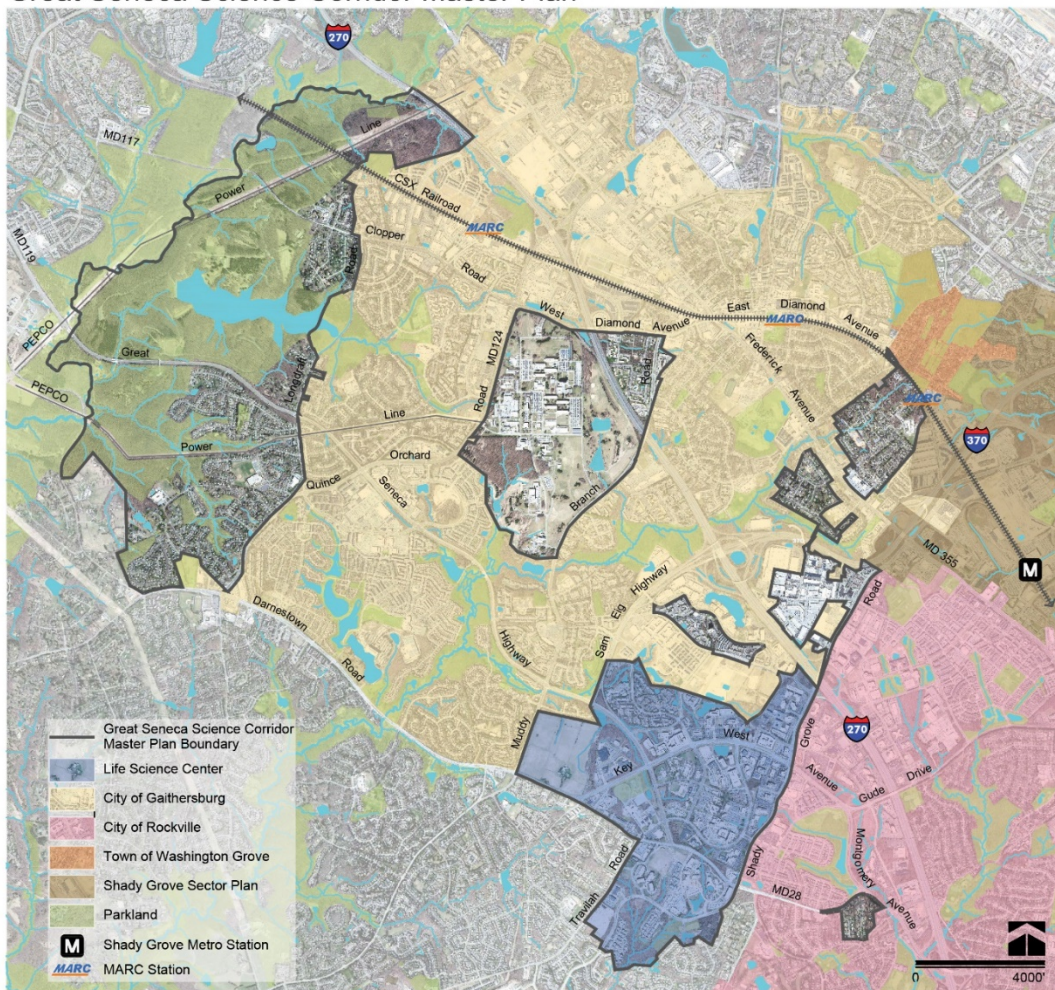 Great Seneca Science Corridor Master Plan
270
MD117
Line
Power
CSX Railroad
MARC
Clopper
Road
Road
MD119
West
Diamond
Avenue
East
Diamond
Avenue
MARC
PEPCO
MD124
Road
Road
Frederick
Avenue
Great
PEPCO
Longdraft
MARC
370
Line
Power
Quince
Orchard
Seneca
Branch
MD 355
M
Road
Highway
Eig
Sam
Darnestown
Road
Highway
Muddy
West
Key
Grove
270
Avenue
Gude
Drive
Montgomery
Avenue
Shady
MD28
Road
Travilah
Great Seneca Science Corridor
Master Plan Boundary
Life Science Center
City of Gaithersburg
City of Rockville
Town of Washington Grove
Shady Grove Sector Plan
Parkland
M Shady Grove Metro Station
MARC MARC Station
0 4000'